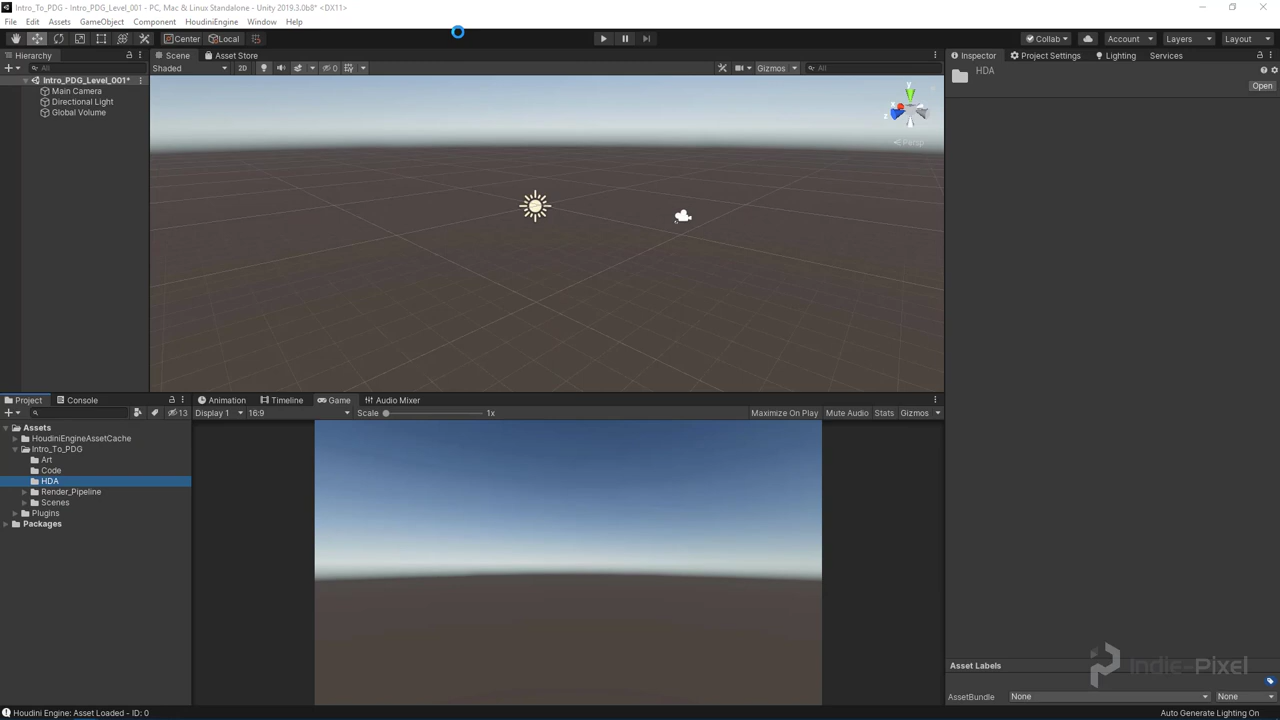 Intro_To_PDG - Intro_PDG_Level_001 - PC, Mac & Linux Standalone - Unity 2019.3.0b8* <DX11>
File Edit Assets GameObject Component HoudiniEngine Window Help
Center Local Collab Account Layers Layout
Hierarchy
All
Intro_PDG_Level_001*
Main Camera
Directional Light
Global Volume
Scene Asset Store
Shaded 2D 0 Gizmos All
y
x
z
Persp
Inspector Project Settings Lighting Services
HDA
Open
Project Console
13
Assets
HoudiniEngineAssetCache
Intro_To_PDG
Art
Code
HDA
Render_Pipeline
Scenes
Plugins
Packages
Animation Timeline Game Audio Mixer
Display 1 16:9 Scale 1x Maximize On Play Mute Audio Stats Gizmos
Indie-Pixel
Asset Labels
AssetBundle None None
Houdini Engine: Asset Loaded - ID: 0
Auto Generate Lighting On